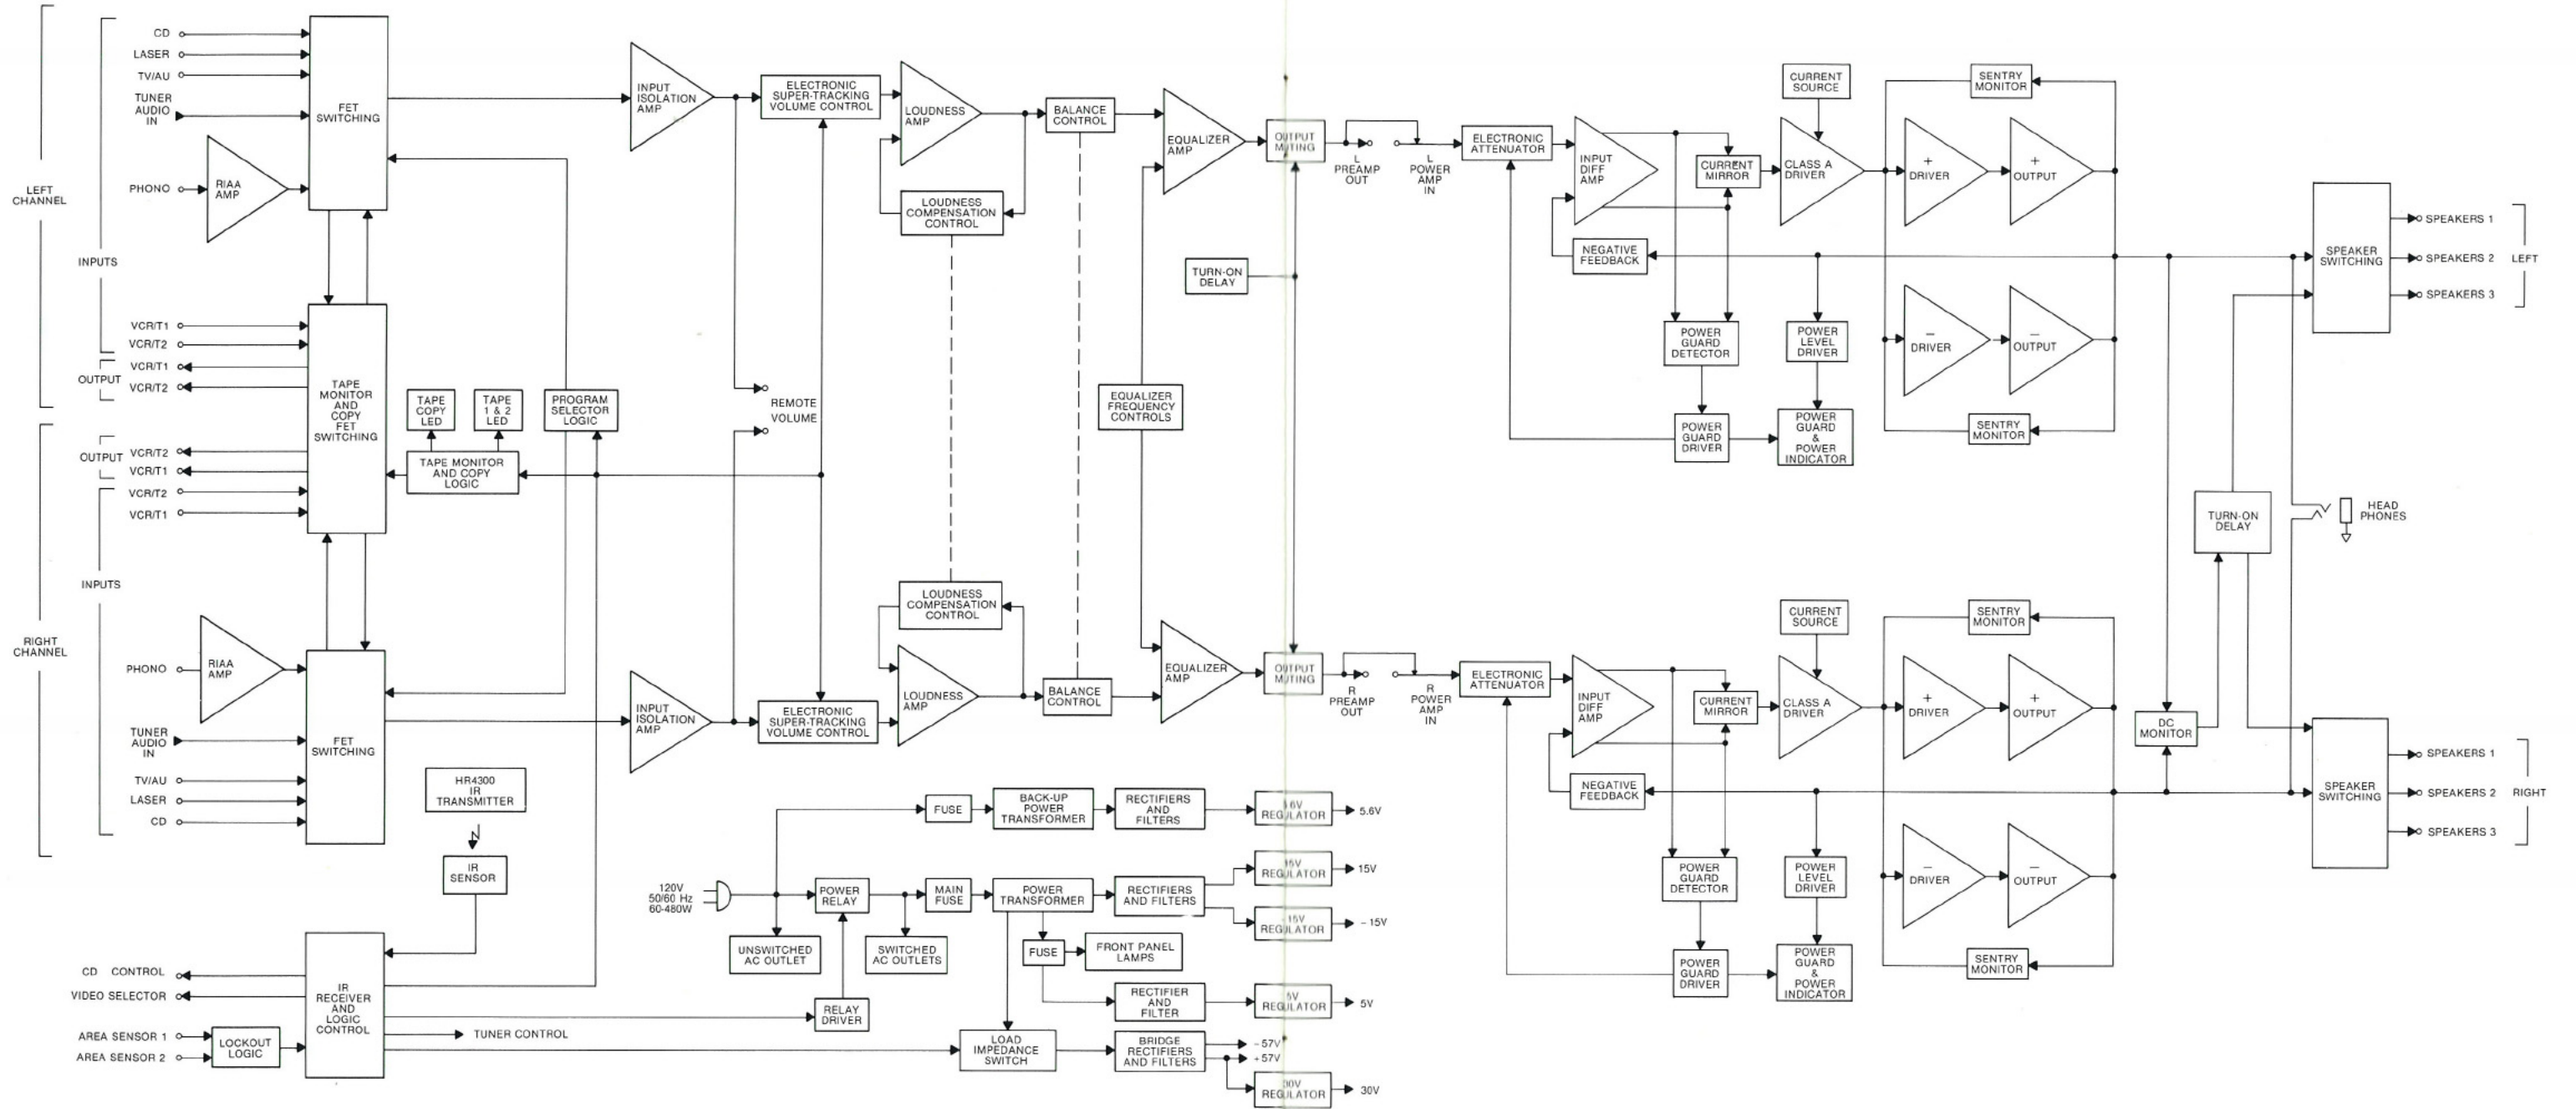 LEFT
CHANNEL
INPUTS
CD
LASER
TV/AU
TUNER
AUDIO
IN
PHONO
RIAA
AMP
FET
SWITCHING
VCR/T1
VCR/T2
OUTPUT
VCR/T1
VCR/T2
TAPE
MONITOR
AND
COPY
FET
SWITCHING
OUTPUT
VCR/T2
VCR/T1
VCR/T2
VCR/T1
INPUTS
RIGHT
CHANNEL
PHONO
RIAA
AMP
TUNER
AUDIO
IN
TV/AU
LASER
CD
FET
SWITCHING
TAPE
COPY
LED
TAPE
1 & 2
LED
PROGRAM
SELECTOR
LOGIC
TAPE MONITOR
AND COPY
LOGIC
HR4300
IR
TRANSMITTER
IR
SENSOR
CD CONTROL
VIDEO SELECTOR
AREA SENSOR 1
AREA SENSOR 2
LOCKOUT
LOGIC
IR
RECEIVER
AND
LOGIC
CONTROL
TUNER CONTROL
INPUT
ISOLATION
AMP
ELECTRONIC
SUPER-TRACKING
VOLUME CONTROL
LOUDNESS
AMP
LOUDNESS
COMPENSATION
CONTROL
BALANCE
CONTROL
EQUALIZER
AMP
OUTPUT
MUTING
TURN-ON
DELAY
REMOTE
VOLUME
EQUALIZER
FREQUENCY
CONTROLS
LOUDNESS
COMPENSATION
CONTROL
INPUT
ISOLATION
AMP
ELECTRONIC
SUPER-TRACKING
VOLUME CONTROL
LOUDNESS
AMP
BALANCE
CONTROL
EQUALIZER
AMP
OUTPUT
MUTING
120V
50/60 Hz
60-480W
FUSE
BACK-UP
POWER
TRANSFORMER
RECTIFIERS
AND
FILTERS
5.6V
REGULATOR
5.6V
POWER
RELAY
MAIN
FUSE
POWER
TRANSFORMER
RECTIFIERS
AND FILTERS
15V
REGULATOR
15V
-15V
REGULATOR
-15V
UNSWITCHED
AC OUTLET
SWITCHED
AC OUTLETS
FUSE
FRONT PANEL
LAMPS
RELAY
DRIVER
RECTIFIER
AND
FILTER
5V
REGULATOR
5V
LOAD
IMPEDANCE
SWITCH
BRIDGE
RECTIFIERS
AND FILTERS
-57V
+57V
30V
REGULATOR
30V
L
PREAMP
OUT
L
POWER
AMP
IN
ELECTRONIC
ATTENUATOR
INPUT
DIFF
AMP
CURRENT
MIRROR
CURRENT
SOURCE
CLASS A
DRIVER
SENTRY
MONITOR
+
DRIVER
+
OUTPUT
NEGATIVE
FEEDBACK
POWER
GUARD
DETECTOR
POWER
LEVEL
DRIVER
−
DRIVER
−
OUTPUT
POWER
GUARD
DRIVER
POWER
GUARD
&
POWER
INDICATOR
SENTRY
MONITOR
SPEAKER
SWITCHING
SPEAKERS 1
SPEAKERS 2
SPEAKERS 3
LEFT
TURN-ON
DELAY
HEAD
PHONES
R
PREAMP
OUT
R
POWER
AMP
IN
ELECTRONIC
ATTENUATOR
INPUT
DIFF
AMP
CURRENT
MIRROR
CURRENT
SOURCE
CLASS A
DRIVER
SENTRY
MONITOR
+
DRIVER
+
OUTPUT
DC
MONITOR
NEGATIVE
FEEDBACK
POWER
GUARD
DETECTOR
POWER
LEVEL
DRIVER
−
DRIVER
−
OUTPUT
POWER
GUARD
DRIVER
POWER
GUARD
&
POWER
INDICATOR
SENTRY
MONITOR
SPEAKER
SWITCHING
SPEAKERS 1
SPEAKERS 2
SPEAKERS 3
RIGHT